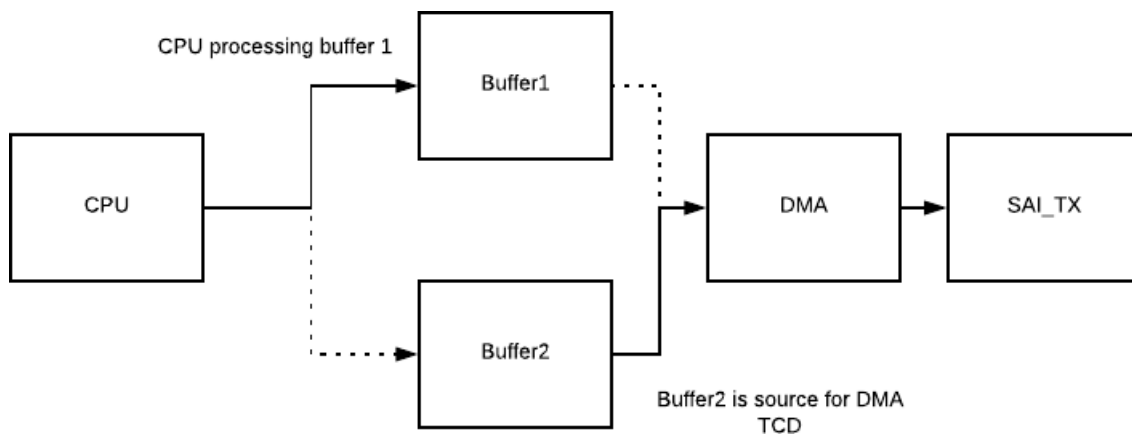 CPU processing buffer 1
Buffer1
CPU
DMA
SAI_TX
Buffer2
Buffer2 is source for DMA
TCD